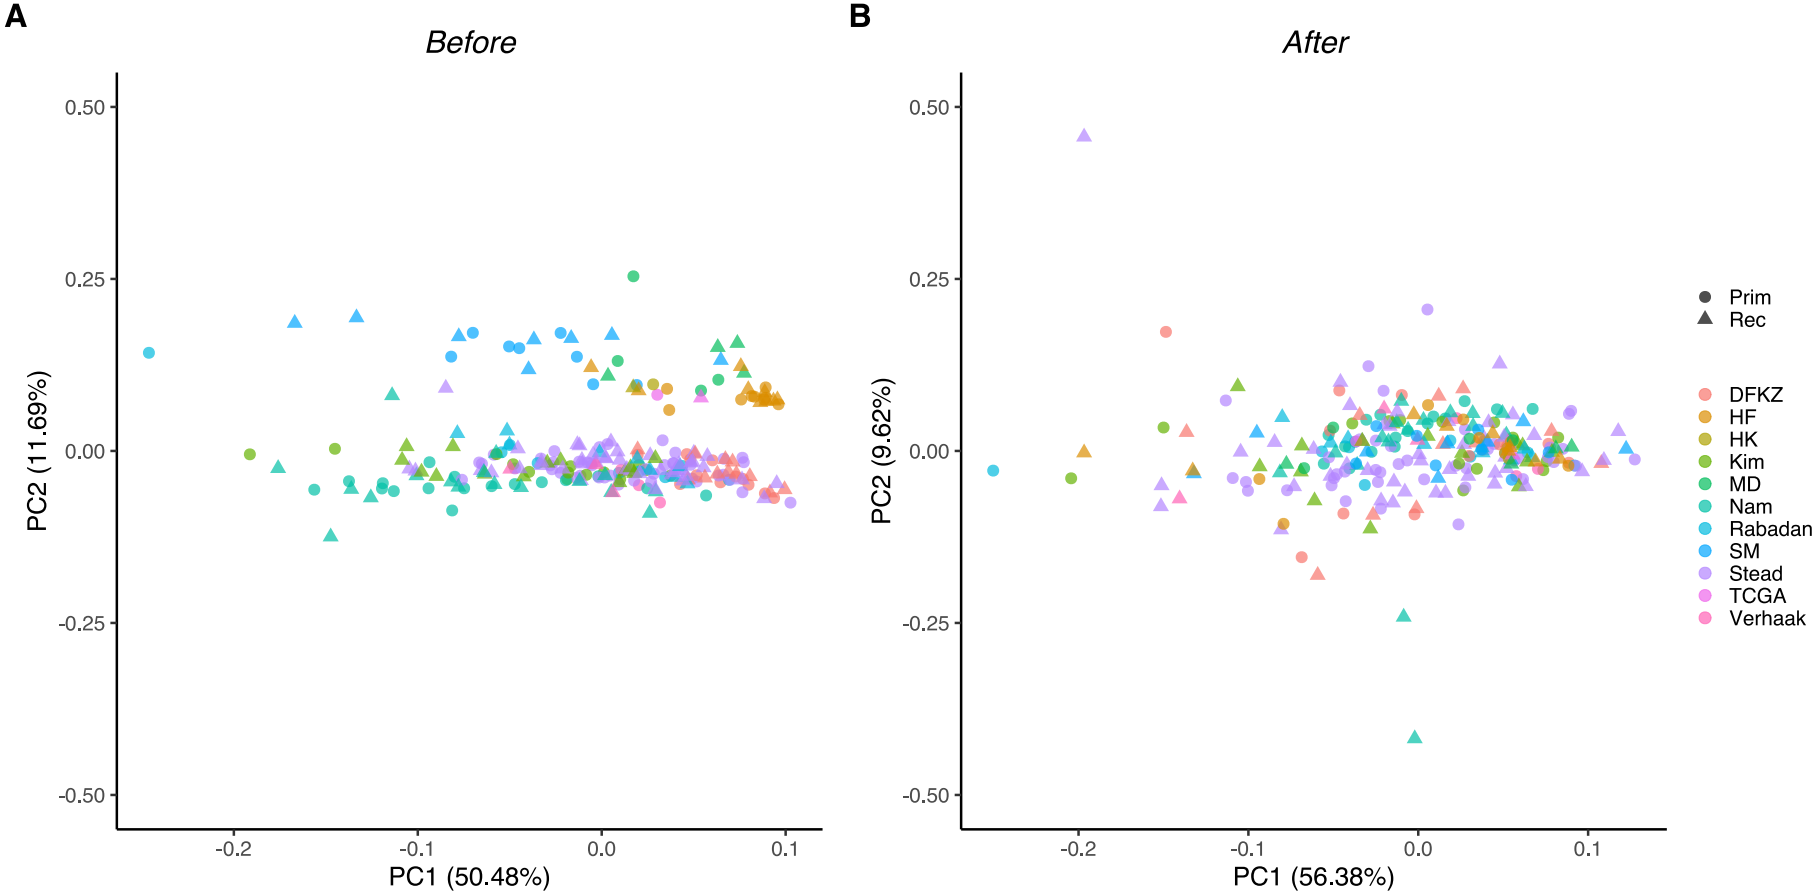 A
Before
0.50
0.25
0.00
-0.25
-0.50
PC2 (11.69%)
-0.2
-0.1
0.0
0.1
PC1 (50.48%)
B
After
0.50
0.25
0.00
-0.25
-0.50
PC2 (9.62%)
-0.2
-0.1
0.0
0.1
PC1 (56.38%)
Prim
Rec
DFKZ
HF
HK
Kim
MD
Nam
Rabadan
SM
Stead
TCGA
Verhaak